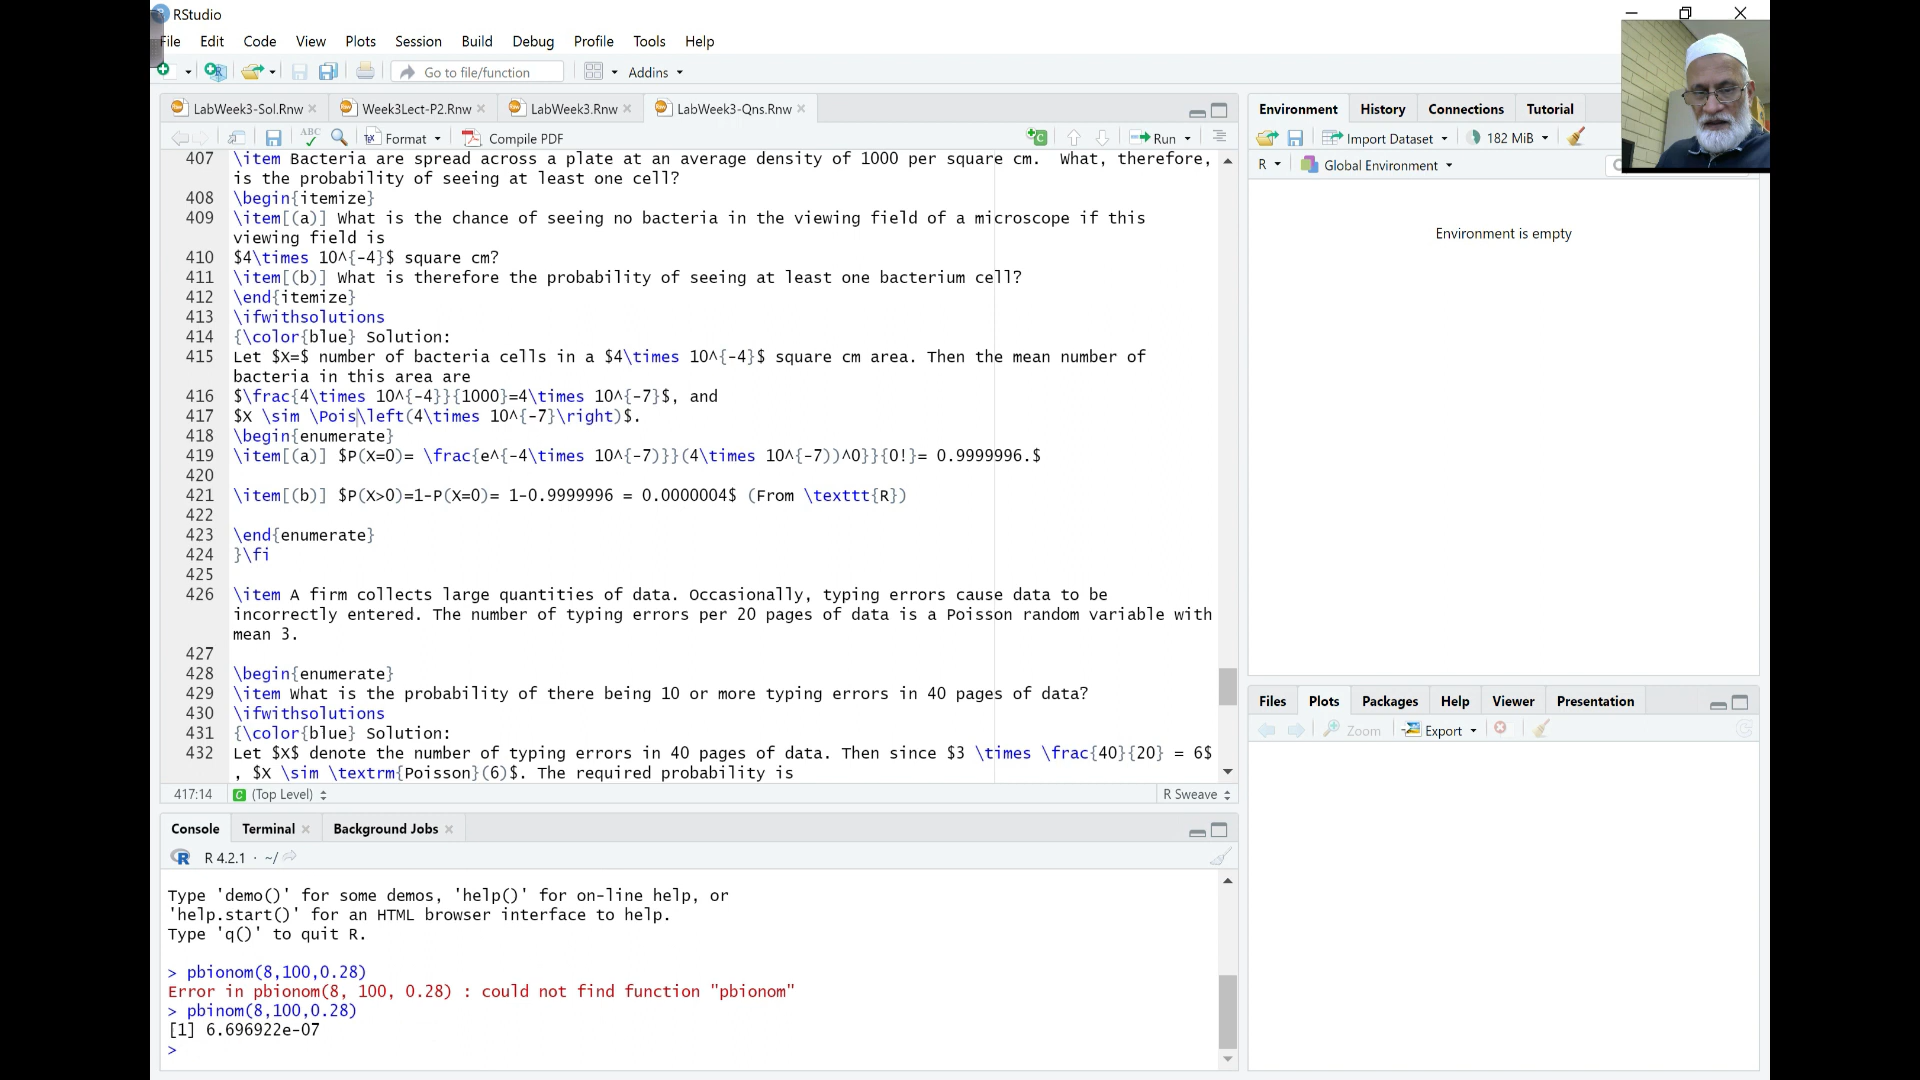 RStudio
File Edit Code View Plots Session Build Debug Profile Tools Help
Go to file/function Addins
LabWeek3-Sol.Rnw Week3Lect-P2.Rnw LabWeek3.Rnw LabWeek3-Qns.Rnw
ABC Format Compile PDF Run
407 \item Bacteria are spread across a plate at an average density of 1000 per square cm.  What, therefore,
is the probability of seeing at least one cell?
408 \begin{itemize}
409 \item[(a)] What is the chance of seeing no bacteria in the viewing field of a microscope if this
viewing field is
410 $4\times 10^{-4}$ square cm?
411 \item[(b)] What is therefore the probability of seeing at least one bacterium cell?
412 \end{itemize}
413 \ifwithsolutions
414 {\color{blue} Solution:
415 Let $X=$ number of bacteria cells in a $4\times 10^{-4}$ square cm area. Then the mean number of
bacteria in this area are
416 $\frac{4\times 10^{-4}}{1000}=4\times 10^{-7}$, and
417 $X \sim \Pois\left(4\times 10^{-7}\right)$.
418 \begin{enumerate}
419 \item[(a)] $P(X=0)= \frac{e^{-4\times 10^{-7)}}(4\times 10^{-7))^0}}{0!}= 0.9999996.$
420
421 \item[(b)] $P(X>0)=1-P(X=0)= 1-0.9999996 = 0.0000004$ (From \texttt{R})
422
423 \end{enumerate}
424 }\fi
425
426 \item A firm collects large quantities of data. Occasionally, typing errors cause data to be
incorrectly entered. The number of typing errors per 20 pages of data is a Poisson random variable with
mean 3.
427
428 \begin{enumerate}
429 \item What is the probability of there being 10 or more typing errors in 40 pages of data?
430 \ifwithsolutions
431 {\color{blue} Solution:
432 Let $X$ denote the number of typing errors in 40 pages of data. Then since $3 \times \frac{40}{20} = 6$
, $X \sim \textrm{Poisson}(6)$. The required probability is
417:14 (Top Level) R Sweave
Console Terminal Background Jobs
R 4.2.1 · ~/
Type 'demo()' for some demos, 'help()' for on-line help, or
'help.start()' for an HTML browser interface to help.
Type 'q()' to quit R.
> pbionom(8,100,0.28)
Error in pbionom(8, 100, 0.28) : could not find function "pbionom"
> pbinom(8,100,0.28)
[1] 6.696922e-07
>
Environment History Connections Tutorial
Import Dataset 182 MiB
R Global Environment
Environment is empty
Files Plots Packages Help Viewer Presentation
Zoom Export